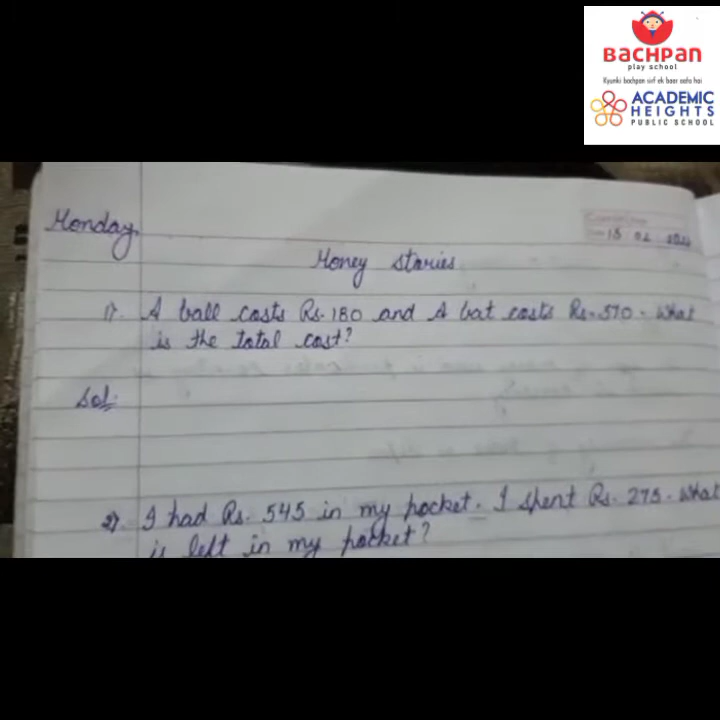 BACHPAN
play school
Kyunki bachpan sirf ek baar aata hai
ACADEMIC
HEIGHTS
PUBLIC SCHOOL
Monday.
Money stories
1). A ball costs Rs. 180 and A bat costs Rs. 570. What
is the total cost?
Sol:
2). I had Rs. 545 in my pocket. I spent Rs. 275. What
is left in my pocket?